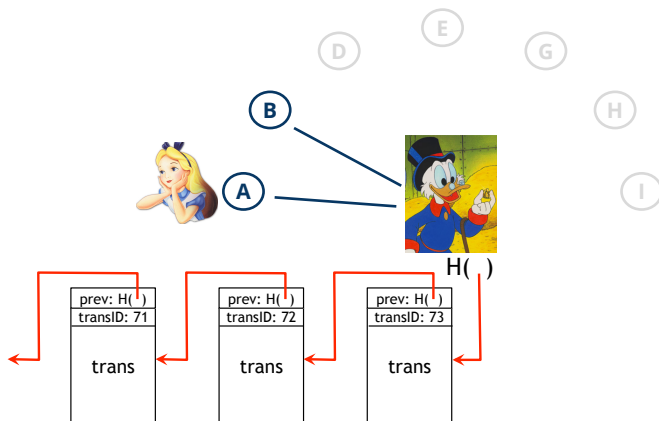 E
D
G
B
H
A
I
H( )
prev: H( )
prev: H( )
prev: H( )
transID: 71
transID: 72
transID: 73
trans
trans
trans